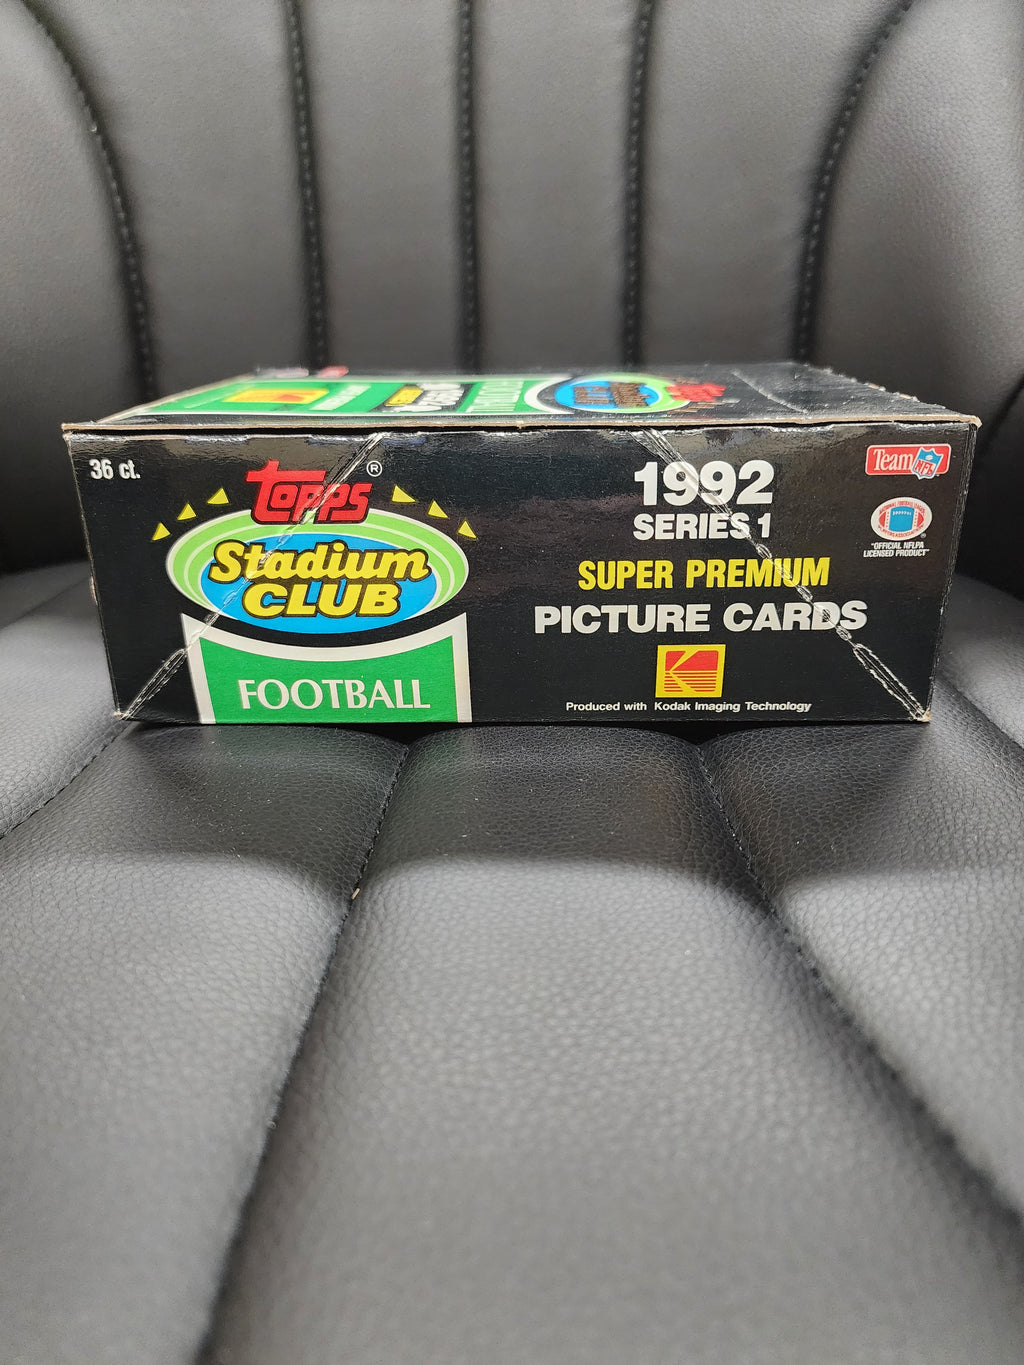 36 ct.
TOPPS®
Stadium
CLUB
FOOTBALL
1992
SERIES 1
SUPER PREMIUM
PICTURE CARDS
Produced with Kodak Imaging Technology
Team NFL
"OFFICIAL NFLPA
LICENSED PRODUCT"